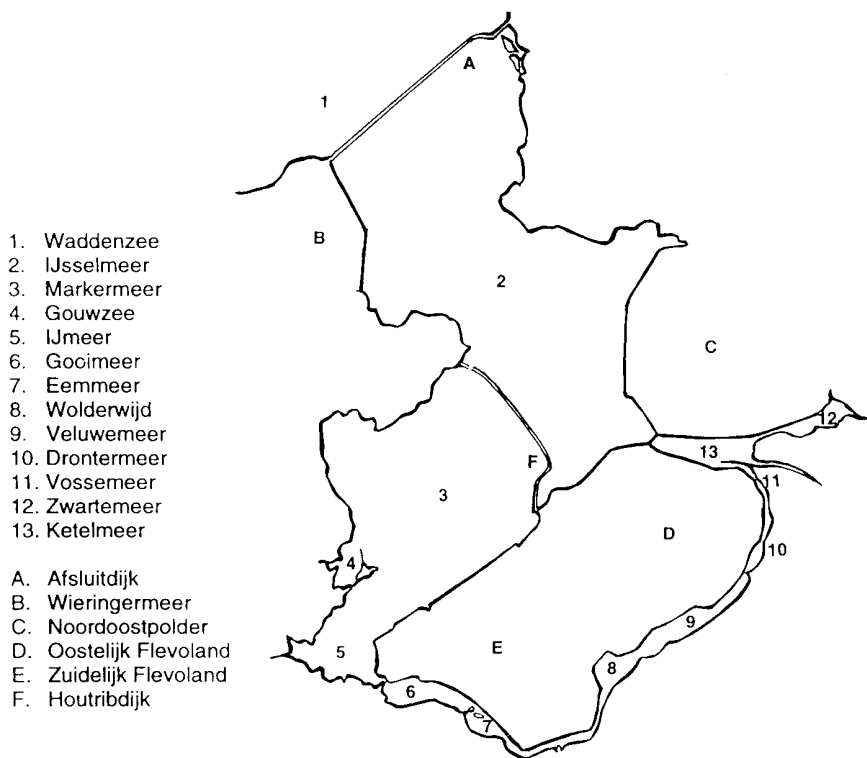 1. Waddenzee
2. IJsselmeer
3. Markermeer
4. Gouwzee
5. IJmeer
6. Gooimeer
7. Eemmeer
8. Wolderwijd
9. Veluwemeer
10. Drontermeer
11. Vossemeer
12. Zwartemeer
13. Ketelmeer
A. Afsluitdijk
B. Wieringermeer
C. Noordoostpolder
D. Oostelijk Flevoland
E. Zuidelijk Flevoland
F. Houtribdijk
A
1
B
2
C
12
F
13
11
3
D
10
4
9
5
E
8
6
7